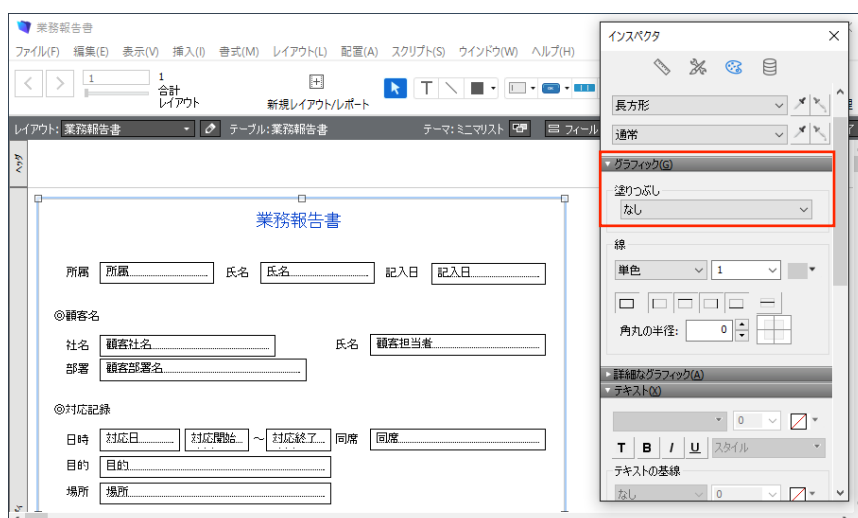 業務報告書
ファイル(F) 編集(E) 表示(V) 挿入(I) 書式(M) レイアウト(L) 配置(A) スクリプト(S) ウインドウ(W) ヘルプ(H)
1
1
合計
レイアウト
新規レイアウト/レポート
レイアウト: 業務報告書 テーブル: 業務報告書 テーマ: ミニマリスト フィール
ヘッダ
業務報告書
所属 所属 氏名 氏名 記入日 記入日
◎顧客名
社名 顧客社名 氏名 顧客担当者
部署 顧客部署名
◎対応記録
日時 対応日 対応開始 ~ 対応終了 同席 同席
目的 目的
場所 場所
インスペクタ
長方形
通常
グラフィック(G)
塗りつぶし
なし
線
単色 1
角丸の半径: 0
詳細なグラフィック(A)
テキスト(X)
0
T B I U スタイル
テキストの基線
なし 0